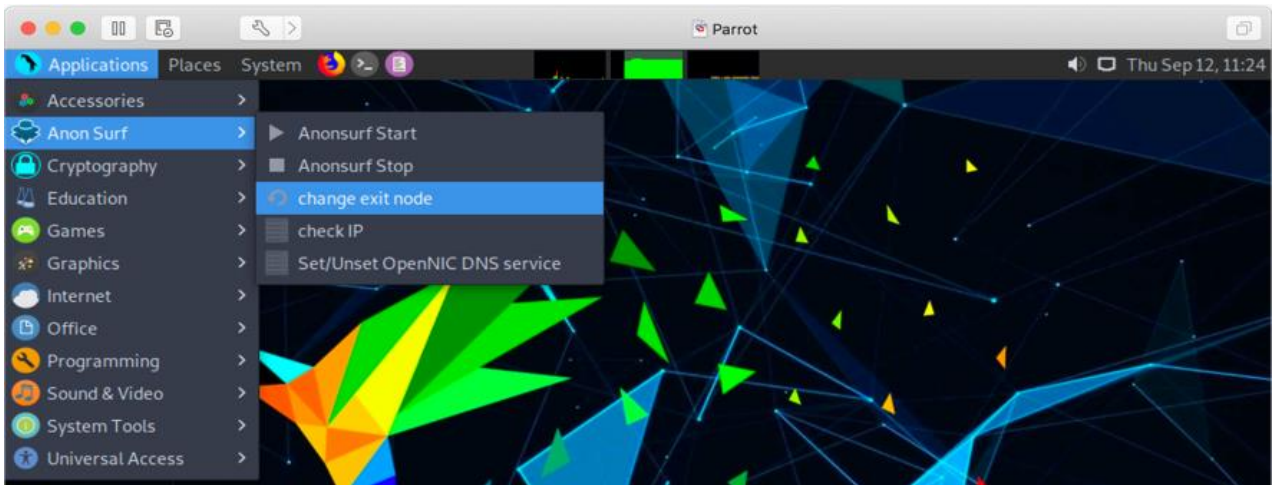 Parrot
Applications Places System Thu Sep 12, 11:24
Accessories
Anon Surf
Cryptography
Education
Games
Graphics
Internet
Office
Programming
Sound & Video
System Tools
Universal Access
Anonsurf Start
Anonsurf Stop
change exit node
check IP
Set/Unset OpenNIC DNS service